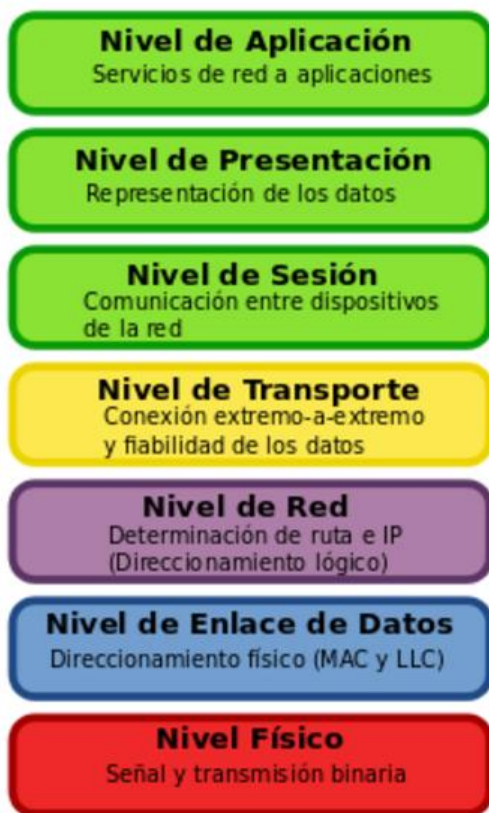 Nivel de Aplicación
Servicios de red a aplicaciones
Nivel de Presentación
Representación de los datos
Nivel de Sesión
Comunicación entre dispositivos
de la red
Nivel de Transporte
Conexión extremo-a-extremo
y fiabilidad de los datos
Nivel de Red
Determinación de ruta e IP
(Direccionamiento lógico)
Nivel de Enlace de Datos
Direccionamiento físico (MAC y LLC)
Nivel Físico
Señal y transmisión binaria